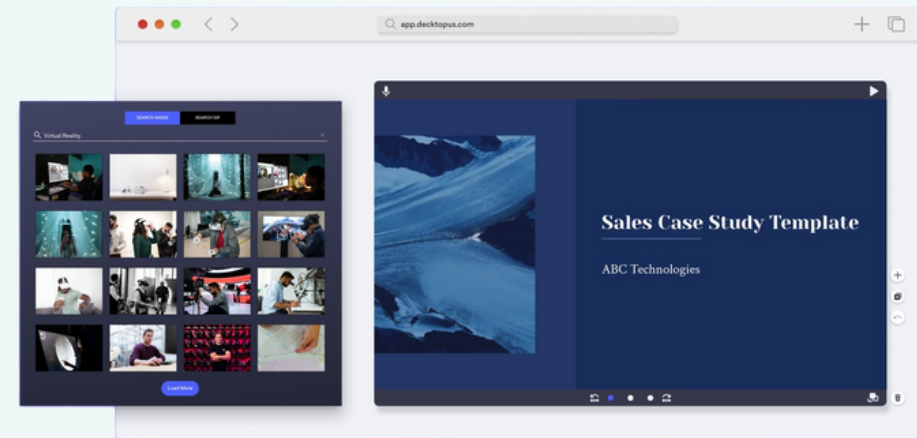 app.decktopus.com
SEARCH IMAGE SEARCH GIF
Virtual Reality
Load More
Sales Case Study Template
ABC Technologies